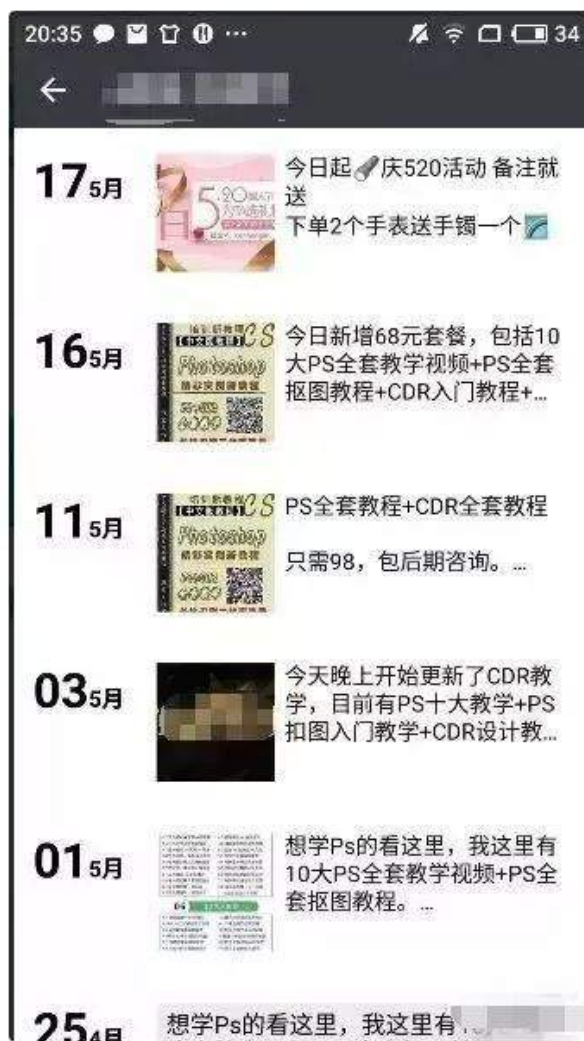 20:35
34
17 5月
今日起庆520活动 备注就
送
下单2个手表送手镯一个
5.20
16 5月
CS
Photoshop
今日新增68元套餐，包括10
大PS全套教学视频+PS全套
抠图教程+CDR入门教程+...
11 5月
CS
Photoshop
PS全套教程+CDR全套教程
只需98，包后期咨询。...
03 5月
今天晚上开始更新了CDR教
学，目前有PS十大教学+PS
扣图入门教学+CDR设计教...
01 5月
想学Ps的看这里，我这里有
10大PS全套教学视频+PS全
套抠图教程。...
25 4月
想学Ps的看这里，我这里有